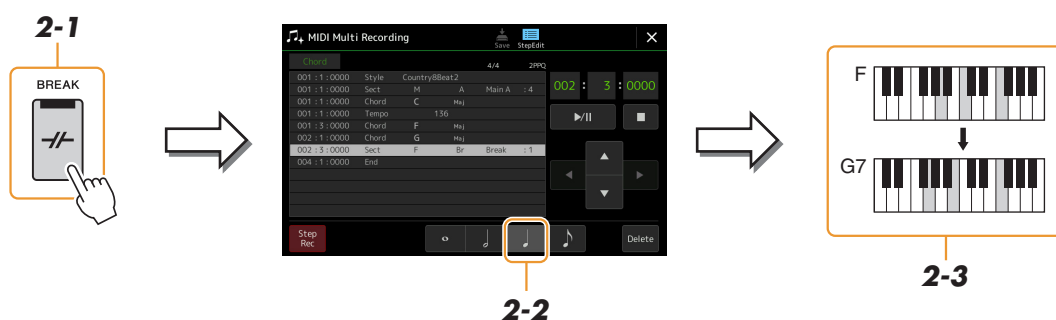 2-1
BREAK
MIDI Multi Recording
Save
StepEdit
Chord
4/4 2PPQ
001 : 1 : 0000 Style Country8Beat2
001 : 1 : 0000 Sect M A Main A : 4
001 : 1 : 0000 Chord C Maj
001 : 1 : 0000 Tempo 136
001 : 3 : 0000 Chord F Maj
002 : 1 : 0000 Chord G Maj
002 : 3 : 0000 Sect F Br Break : 1
004 : 1 : 0000 End
002 : 3 : 0000
Step
Rec
Delete
2-2
F
G7
2-3